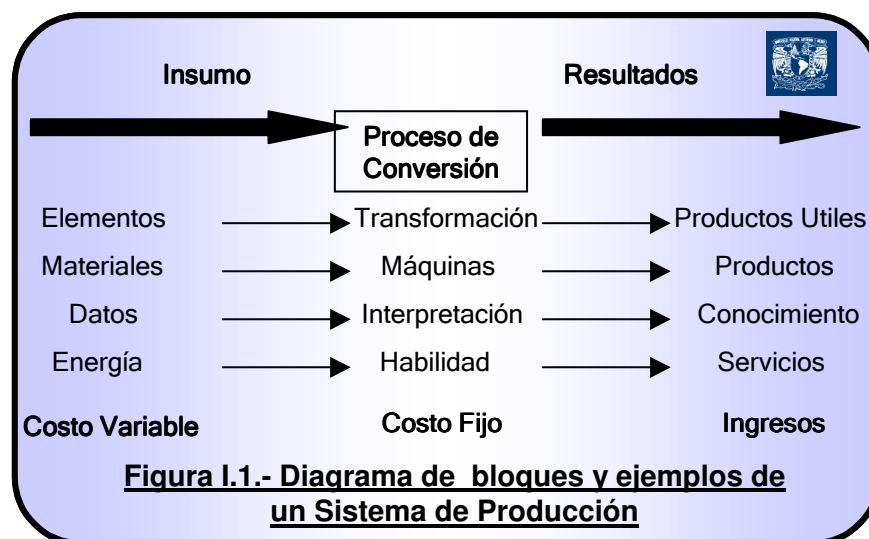 Insumo Resultados
Proceso de
Conversión
Elementos Transformación Productos Utiles
Materiales Máquinas Productos
Datos Interpretación Conocimiento
Energía Habilidad Servicios
Costo Variable Costo Fijo Ingresos
Figura I.1.- Diagrama de bloques y ejemplos de
un Sistema de Producción